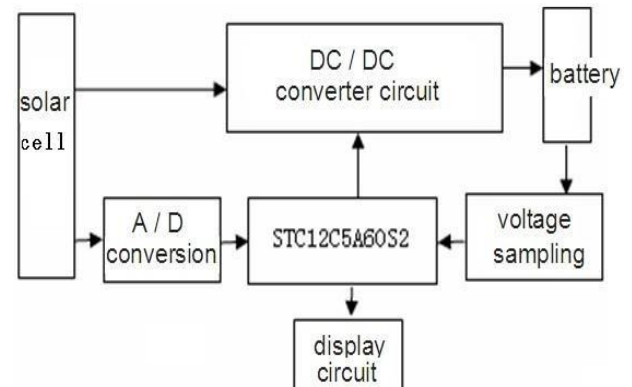 solar
cell
DC / DC
converter circuit
battery
A / D
conversion
STC12C5A60S2
voltage
sampling
display
circuit